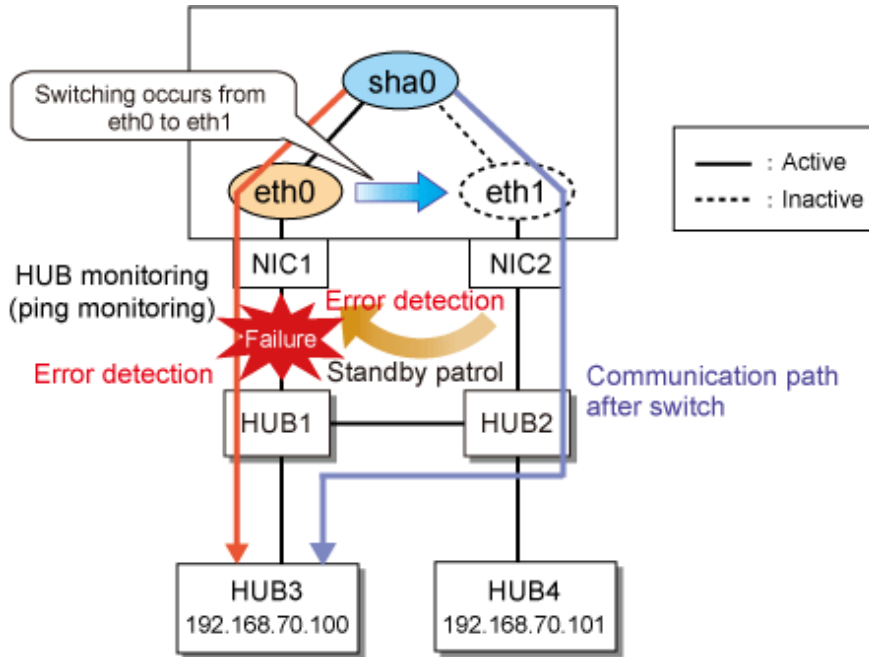 sha0
Switching occurs from
eth0 to eth1
eth0
eth1
: Active
: Inactive
NIC1
NIC2
HUB monitoring
(ping monitoring)
Error detection
Failure
Error detection
Standby patrol
Communication path
after switch
HUB1
HUB2
HUB3
192.168.70.100
HUB4
192.168.70.101